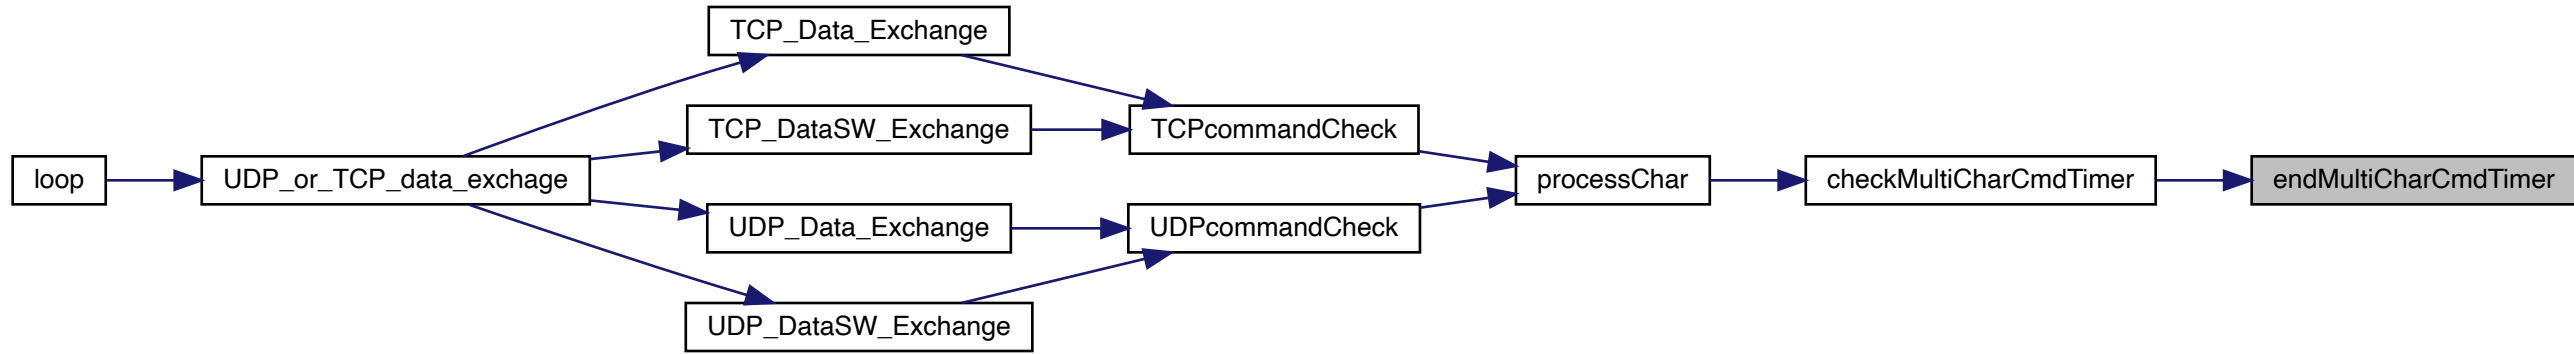 loop
UDP_or_TCP_data_exchage
TCP_Data_Exchange
TCP_DataSW_Exchange
UDP_Data_Exchange
UDP_DataSW_Exchange
TCPcommandCheck
UDPcommandCheck
processChar
checkMultiCharCmdTimer
endMultiCharCmdTimer